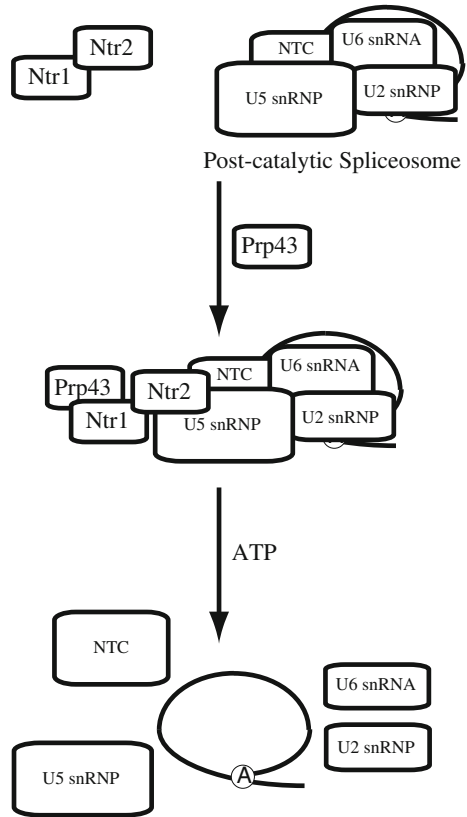 Ntr2
Ntr1
U6 snRNA
NTC
U5 snRNP
U2 snRNP
Post-catalytic Spliceosome
Prp43
U6 snRNA
NTC
Prp43
Ntr2
Ntr1
U5 snRNP
U2 snRNP
ATP
NTC
U6 snRNA
U2 snRNP
U5 snRNP
A